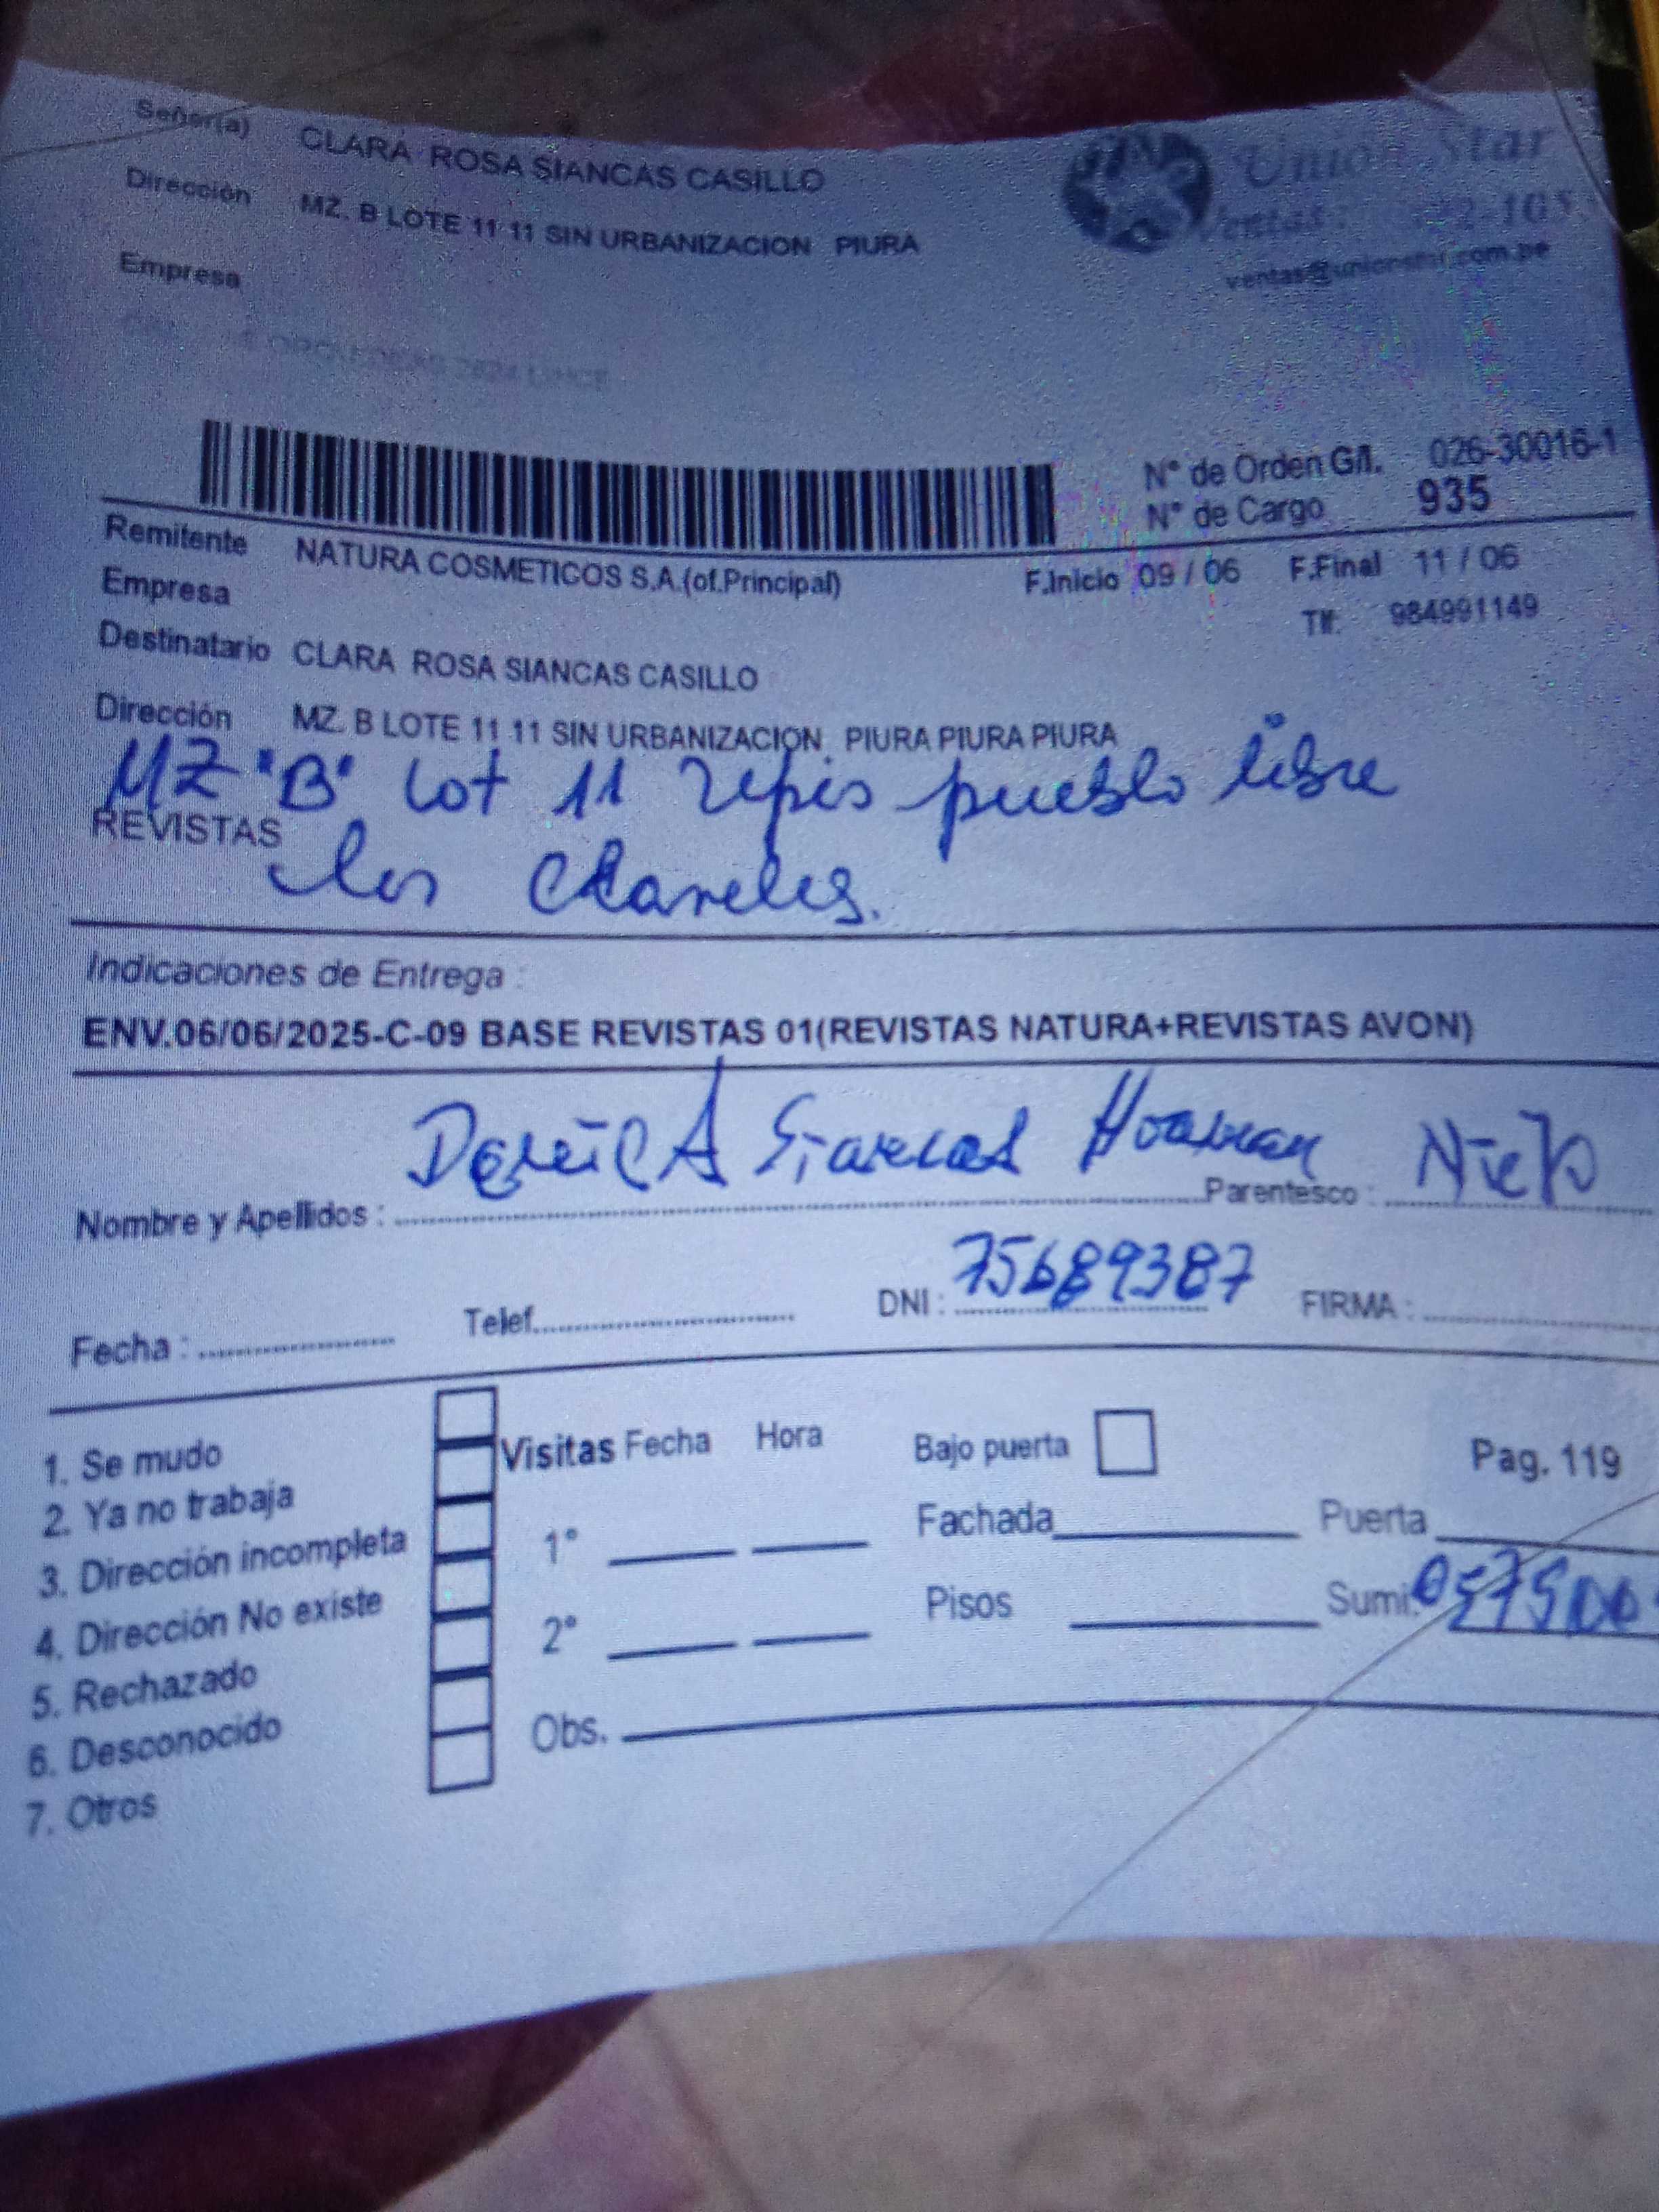 Señor(a) CLARA ROSA SIANCAS CASILLO
Dirección MZ. B LOTE 11 11 SIN URBANIZACION PIURA
Empresa
Union Star
Ventas:
ventas@unionstar.com.pe
N° de Orden G/I. 026-30016-1
N° de Cargo 935
Remitente NATURA COSMETICOS S.A.(of.Principal) F.Inicio 09 / 06 F.Final 11 / 06
Empresa Tlf: 984991149
Destinatario CLARA ROSA SIANCAS CASILLO
Dirección MZ. B LOTE 11 11 SIN URBANIZACION PIURA PIURA PIURA
MZ "B" Lot 11 pueblo libre
REVISTAS
los
Indicaciones de Entrega :
ENV.06/06/2025-C-09 BASE REVISTAS 01(REVISTAS NATURA+REVISTAS AVON)
Siancas
Nombre y Apellidos : Parentesco : Nieto
Fecha : Telef. DNI : 75689387 FIRMA :
1. Se mudo
2. Ya no trabaja
3. Dirección incompleta
4. Dirección No existe
5. Rechazado
6. Desconocido
7. Otros
Visitas Fecha Hora Bajo puerta Pag. 119
1° Fachada Puerta
2° Pisos Sumi.
Obs.